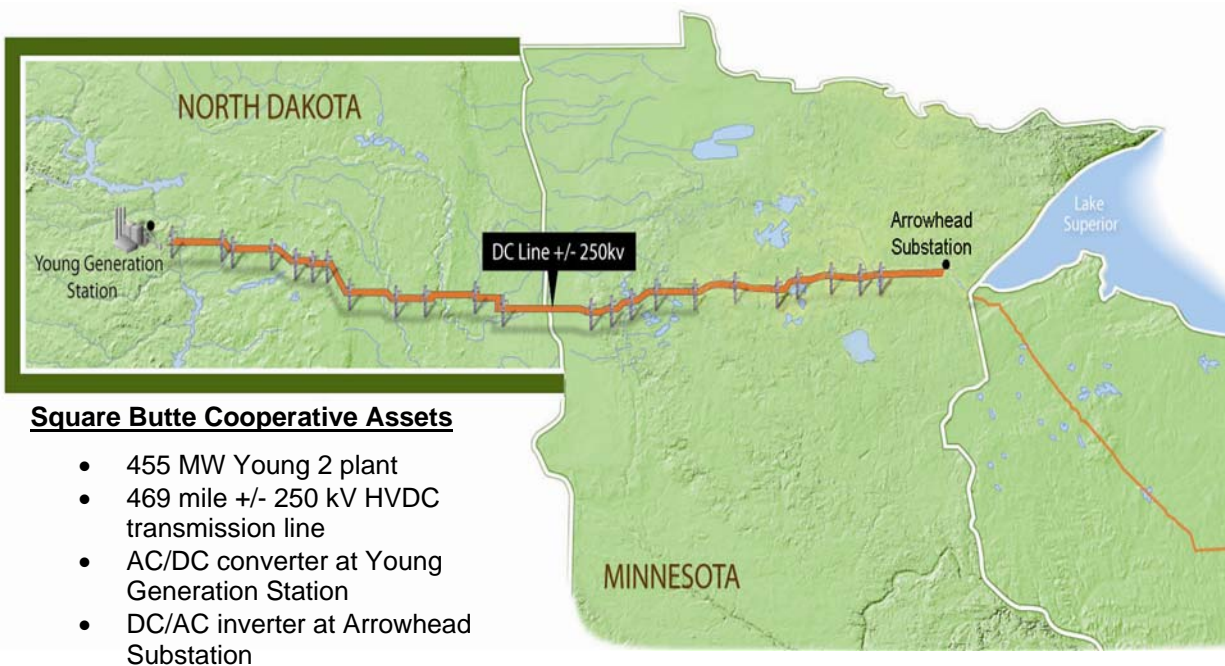 NORTH DAKOTA
Young Generation
Station
DC Line +/- 250kv
Arrowhead
Substation
Lake
Superior
MINNESOTA
Square Butte Cooperative Assets
• 455 MW Young 2 plant
• 469 mile +/- 250 kV HVDC
transmission line
• AC/DC converter at Young
Generation Station
• DC/AC inverter at Arrowhead
Substation